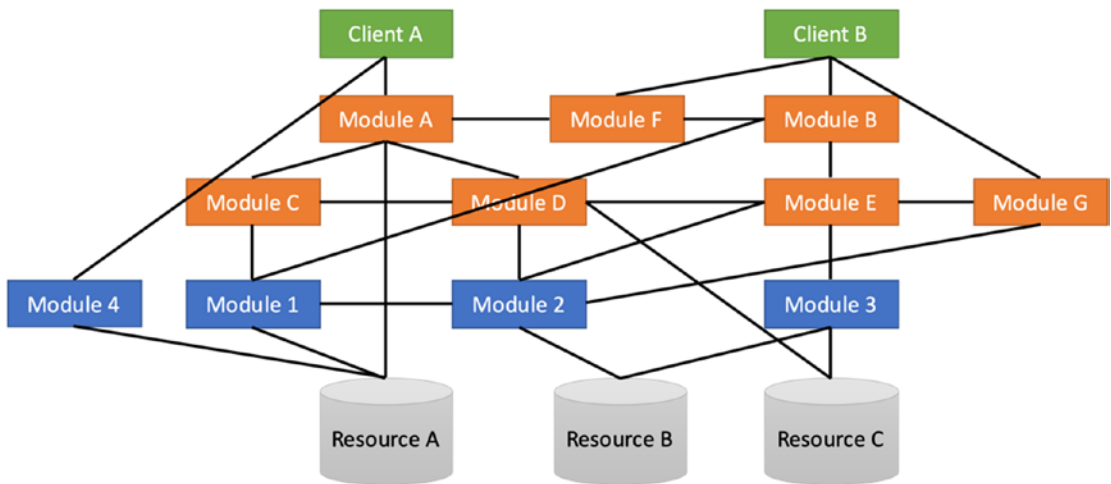 Client A
Client B
Module A
Module F
Module B
Module C
Module D
Module E
Module G
Module 4
Module 1
Module 2
Module 3
Resource A
Resource B
Resource C